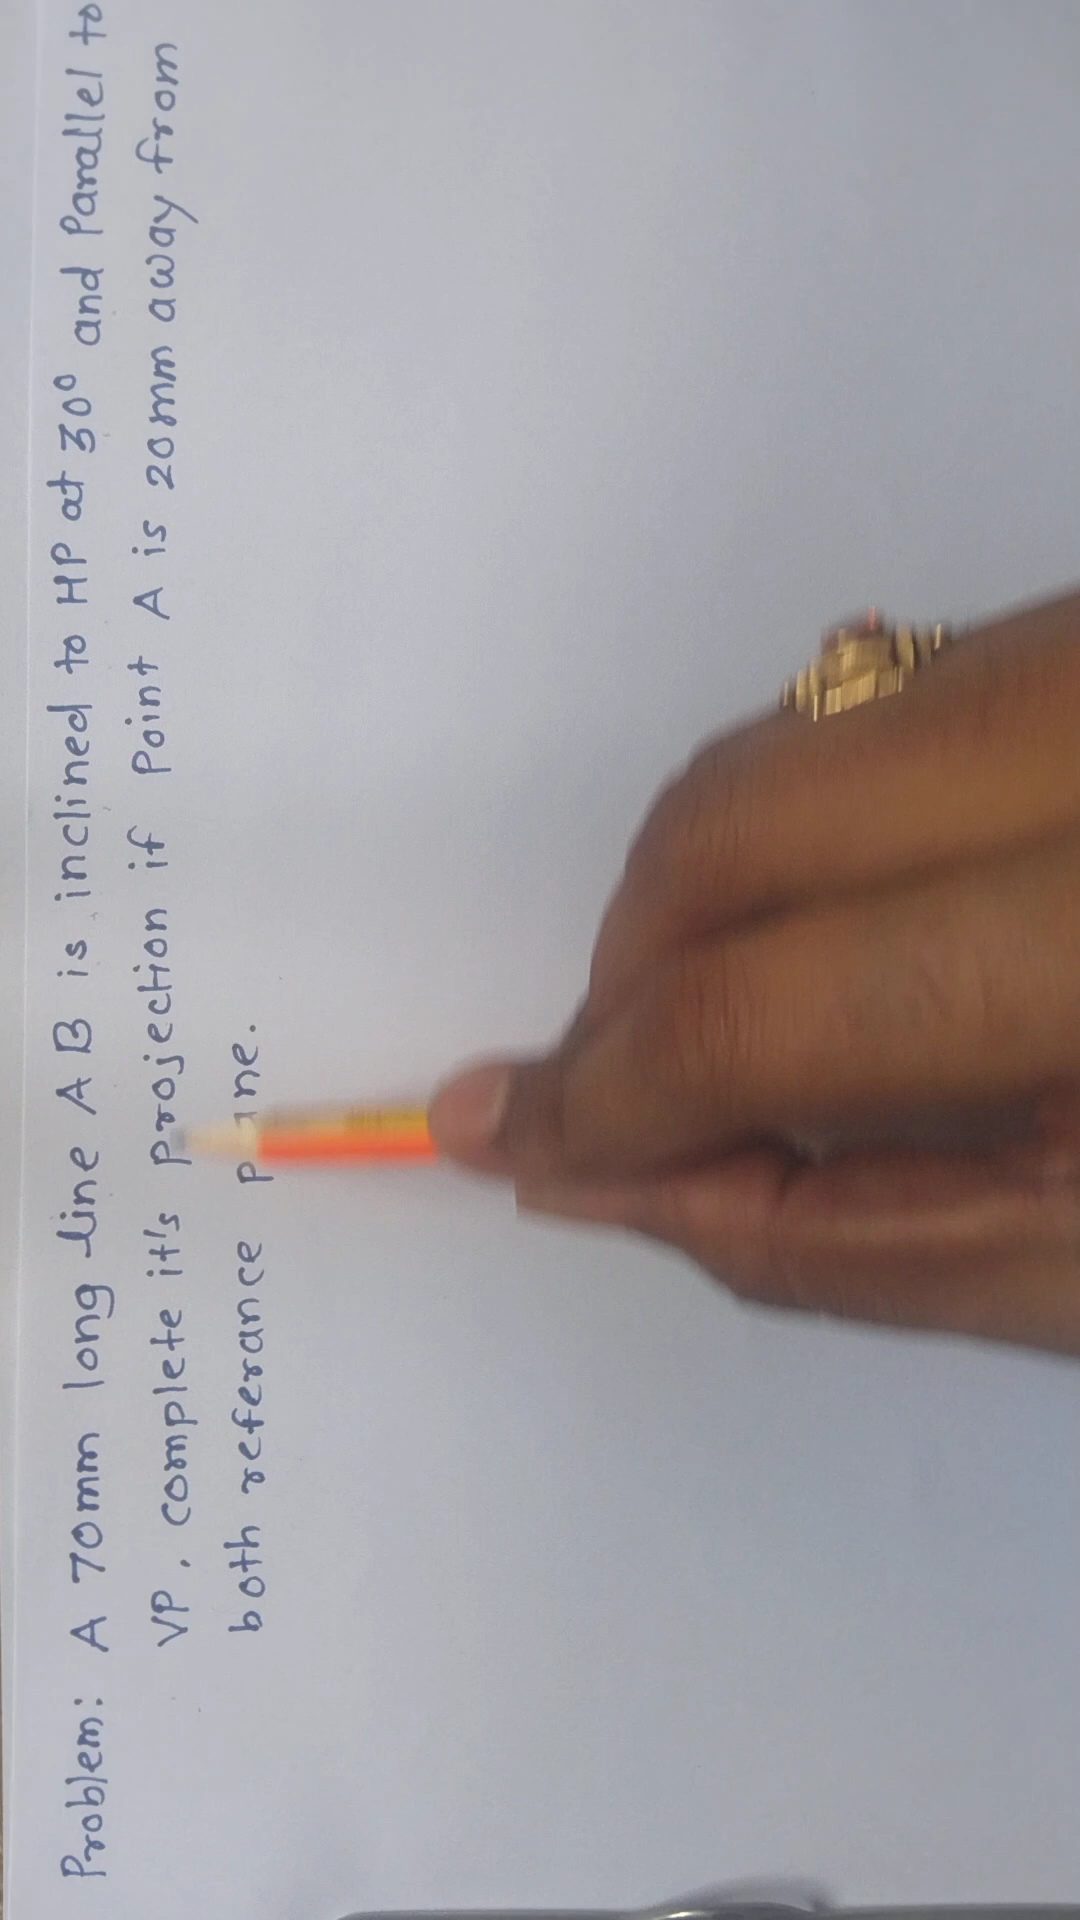 Problem: A 70mm long line AB is inclined to HP at 30° and Parallel to
VP, complete it's projection if Point A is 20mm away from
both referance plane.